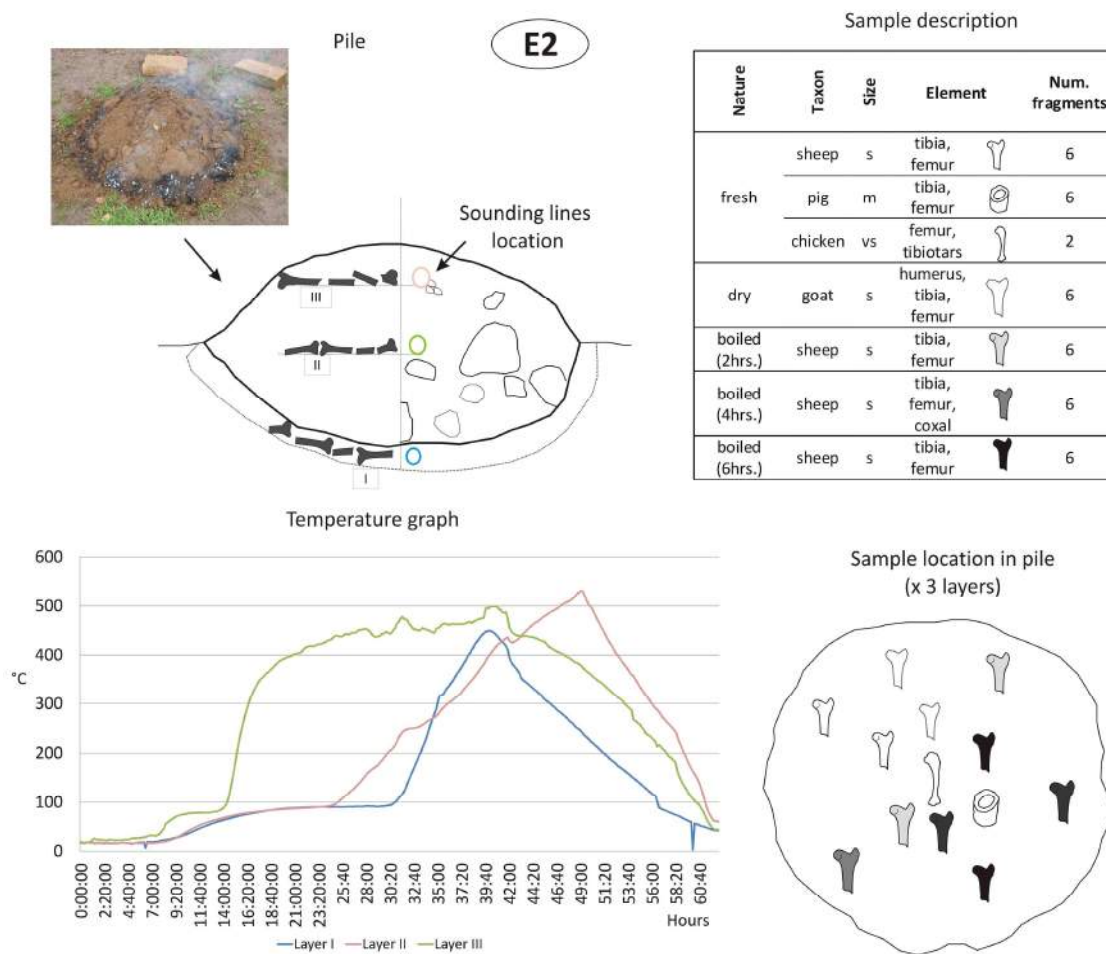 Pile
E2
Sounding lines
location
III
II
I
Sample description
Nature Taxon Size Element Num. fragments
fresh
sheep s tibia, femur 6
pig m tibia, femur 6
chicken vs femur, tibiotars 2
dry goat s humerus, tibia, femur 6
boiled (2hrs.) sheep s tibia, femur 6
boiled (4hrs.) sheep s tibia, femur, coxal 6
boiled (6hrs.) sheep s tibia, femur 6
Temperature graph
600
500
400
300
200
100
0
°C
0:00:00
2:20:00
4:40:00
7:00:00
9:20:00
11:40:00
14:00:00
16:20:00
18:40:00
21:00:00
23:20:00
25:40
28:00
30:20
32:40
35:00
37:20
39:40
42:00
44:20
46:40
49:00
51:20
53:40
56:00
58:20
60:40
Hours
Layer I Layer II Layer III
Sample location in pile
(x 3 layers)